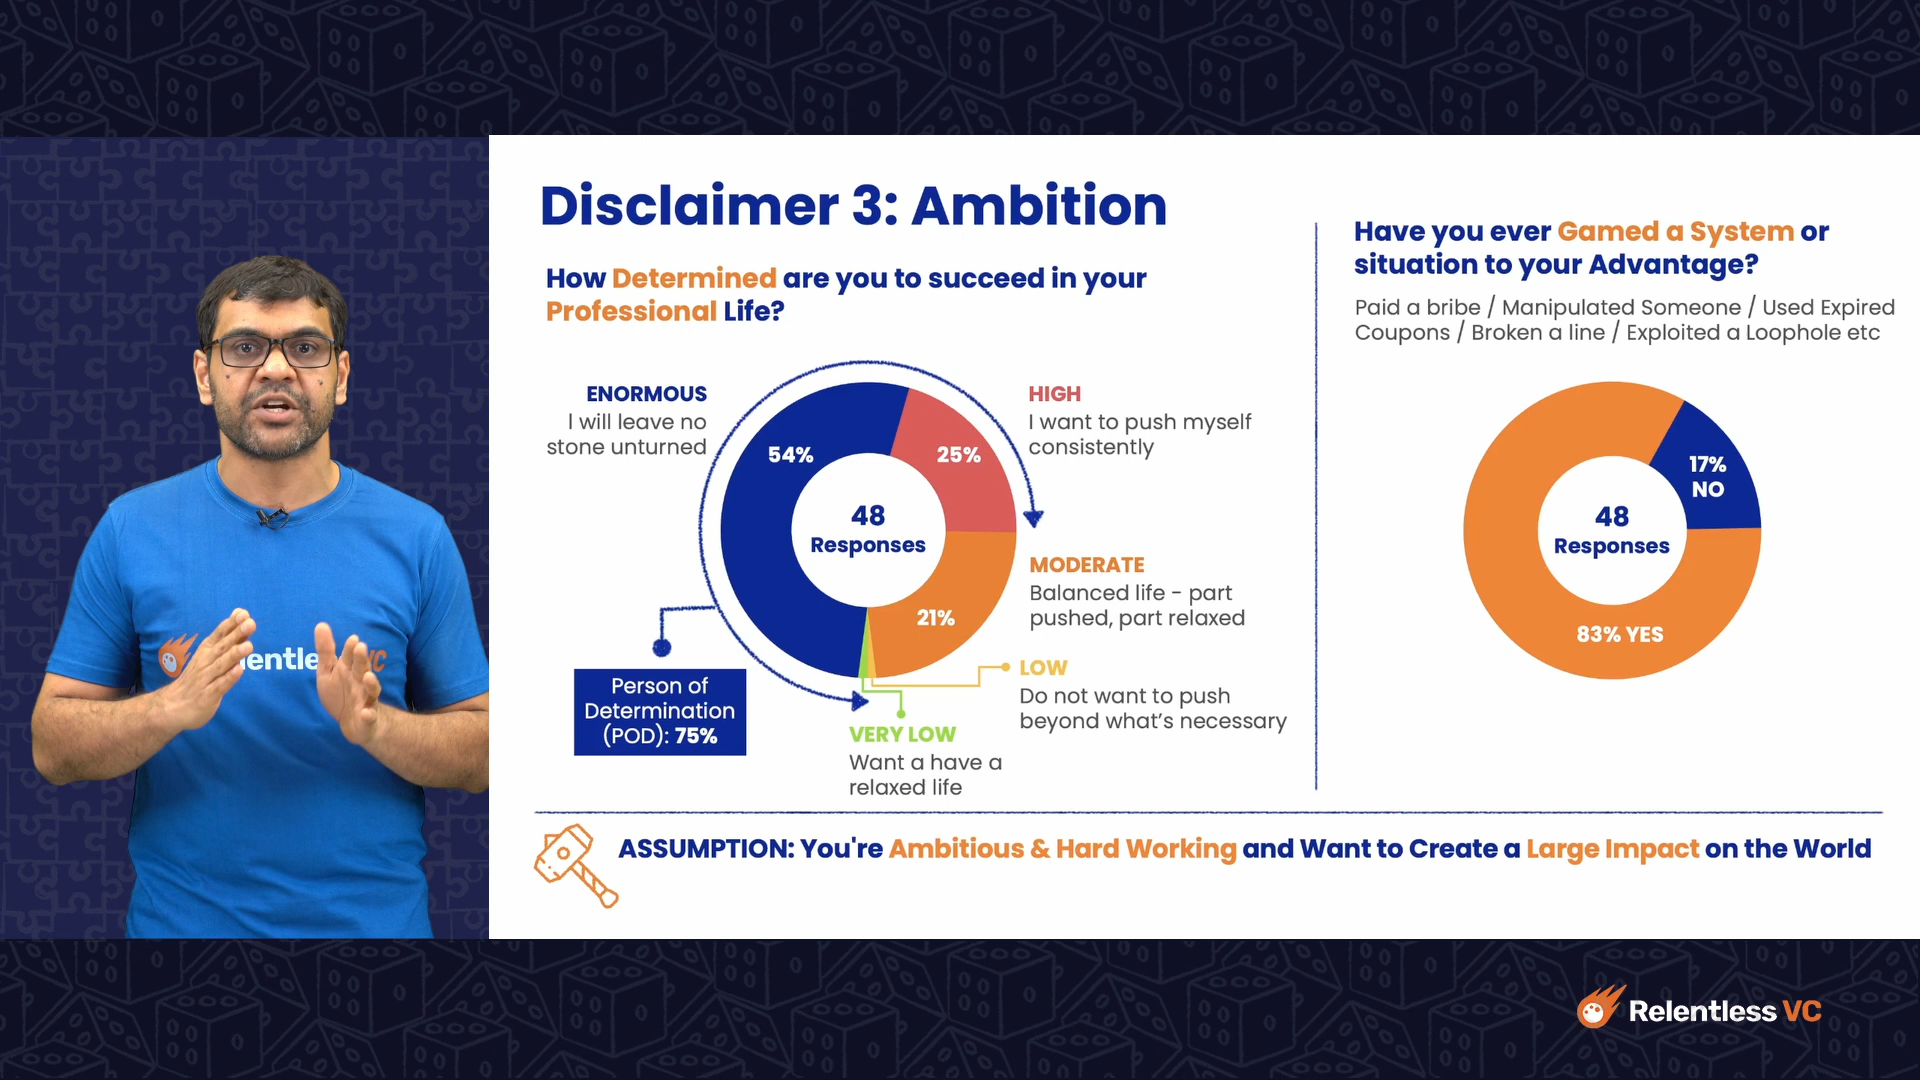 Disclaimer 3: Ambition
How Determined are you to succeed in your
Professional Life?
ENORMOUS
I will leave no
stone unturned
54%
25%
HIGH
I want to push myself
consistently
48
Responses
MODERATE
Balanced life - part
pushed, part relaxed
21%
LOW
Do not want to push
beyond what's necessary
VERY LOW
Want a have a
relaxed life
Person of
Determination
(POD): 75%
Have you ever Gamed a System or
situation to your Advantage?
Paid a bribe / Manipulated Someone / Used Expired
Coupons / Broken a line / Exploited a Loophole etc
17%
NO
48
Responses
83% YES
ASSUMPTION: You're Ambitious & Hard Working and Want to Create a Large Impact on the World
Relentless VC